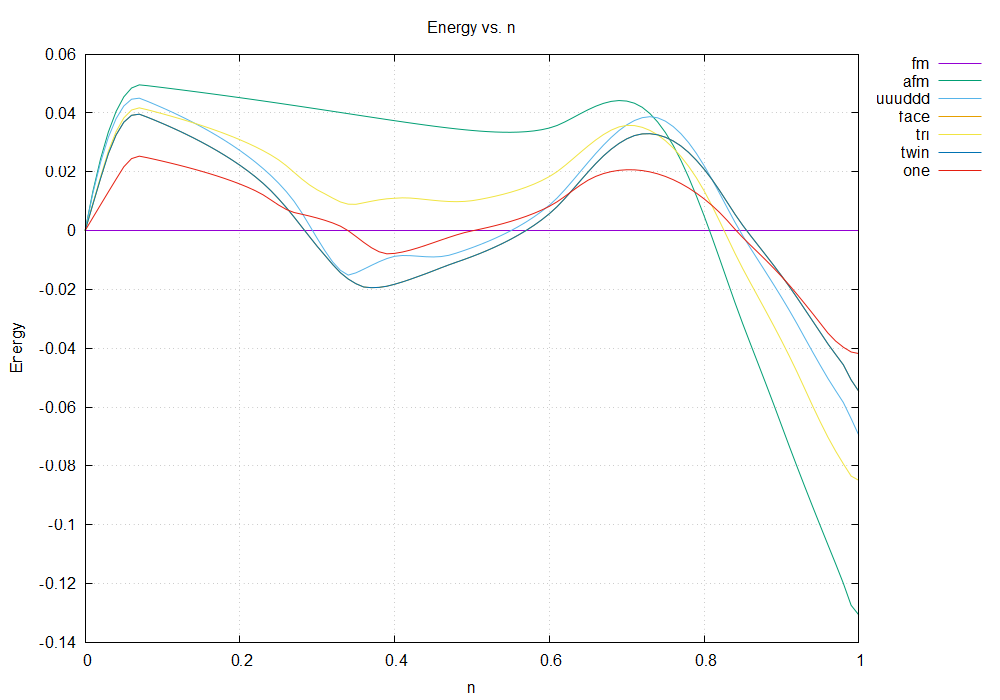 Energy vs. n
0.06
0.04
0.02
0
-0.02
-0.04
-0.06
-0.08
-0.1
-0.12
-0.14
Energy
0 0.2 0.4 0.6 0.8 1
n
fm
afm
uuuddd
face
tri
twin
one